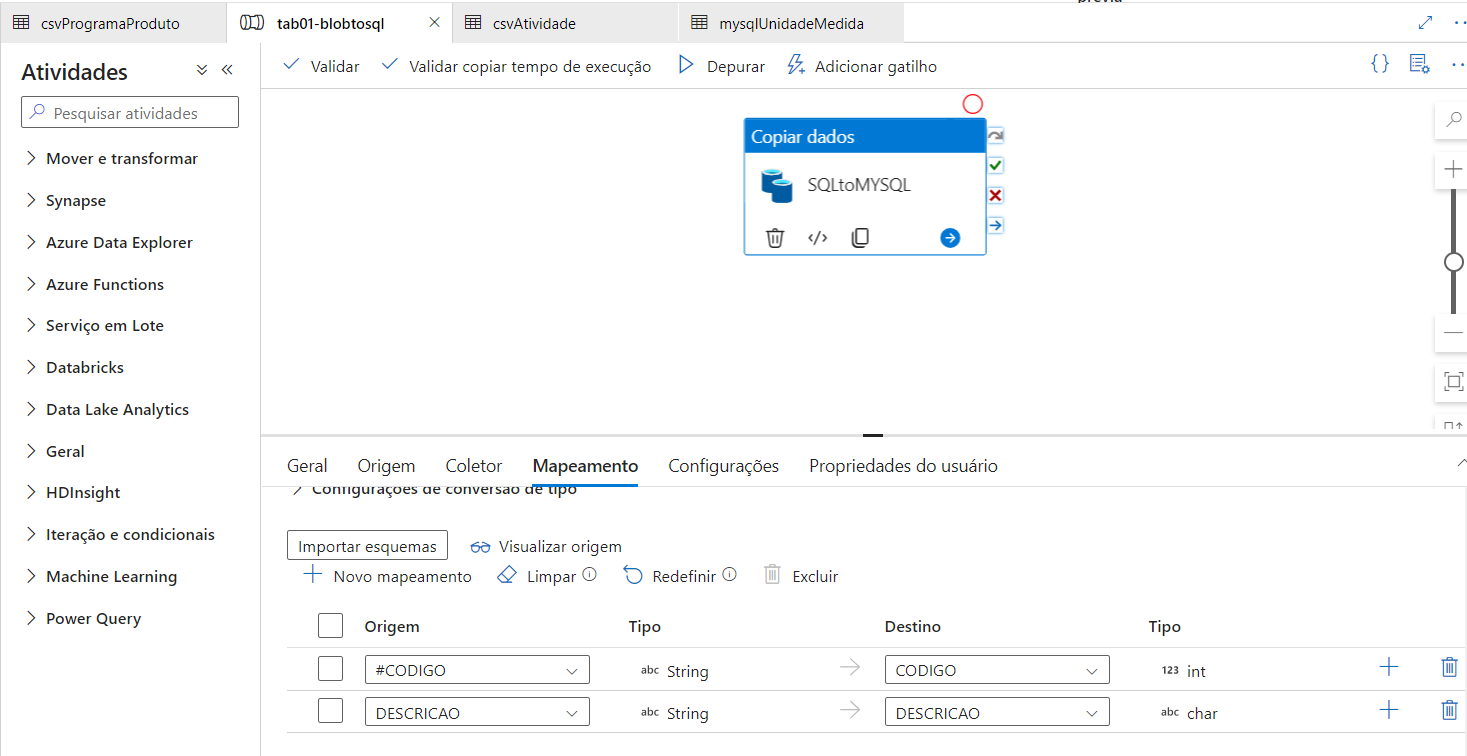 prévia
csvProgramaProduto
tab01-blobtosql
csvAtividade
mysqlUnidadeMedida
Atividades
Pesquisar atividades
Mover e transformar
Synapse
Azure Data Explorer
Azure Functions
Serviço em Lote
Databricks
Data Lake Analytics
Geral
HDInsight
Iteração e condicionais
Machine Learning
Power Query
Validar
Validar copiar tempo de execução
Depurar
Adicionar gatilho
{}
Copiar dados
SQLtoMYSQL
Geral
Origem
Coletor
Mapeamento
Configurações
Propriedades do usuário
Configurações de conversão de tipo
Importar esquemas
Visualizar origem
Novo mapeamento
Limpar
Redefinir
Excluir
Origem Tipo Destino Tipo
#CODIGO abc String CODIGO 123 int
DESCRICAO abc String DESCRICAO abc char